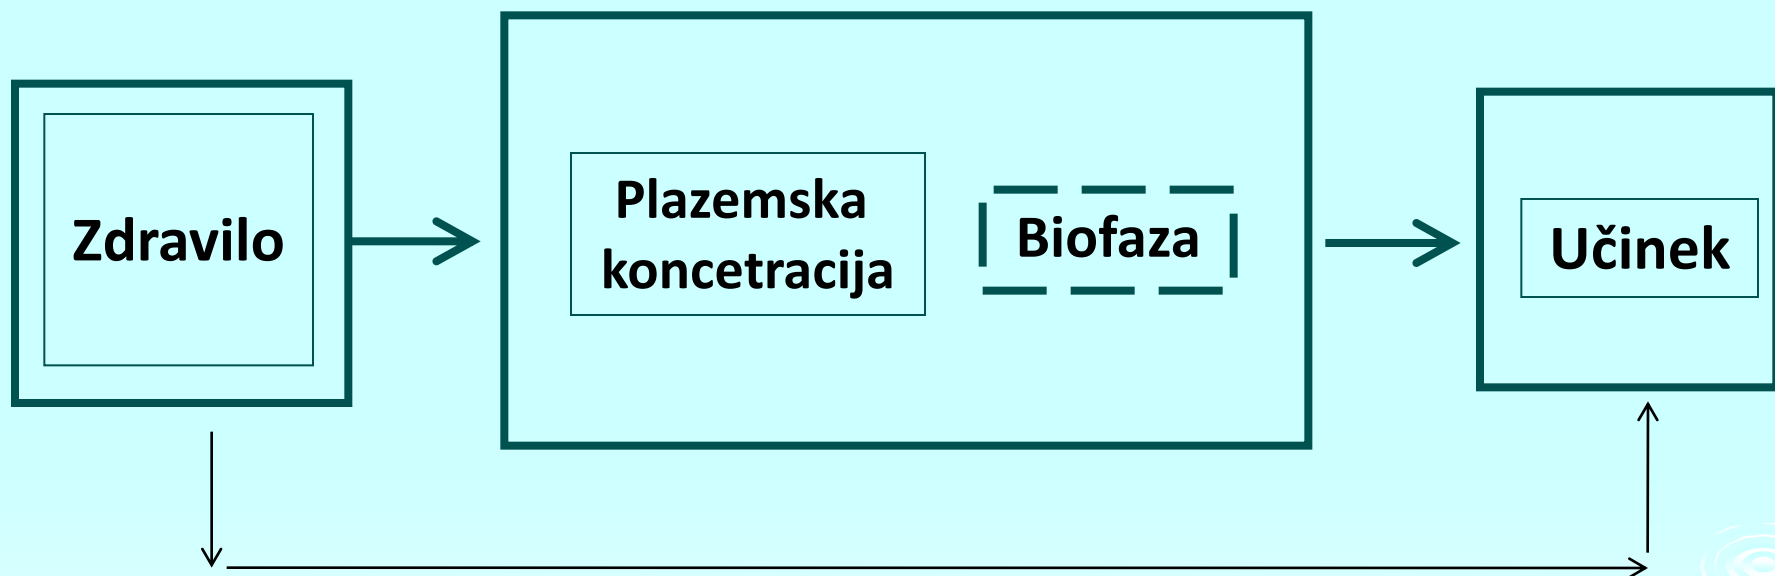 Zdravilo
Plazemska
koncetracija
Biofaza
Učinek